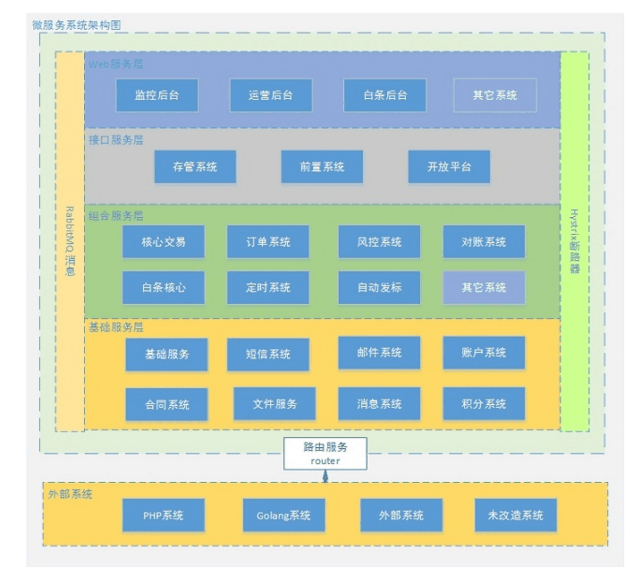 微服务系统架构图
Web服务层
监控后台 运营后台 白条后台 其它系统
接口服务层
存管系统 前置系统 开放平台
RabbitMQ消息
Hystrix断路器
组合服务层
核心交易 订单系统 风控系统 对账系统
白条核心 定时系统 自动发标 其它系统
基础服务层
基础服务 短信系统 邮件系统 账户系统
合同系统 文件服务 消息系统 积分系统
路由服务
router
外部系统
PHP系统 Golang系统 外部系统 未改造系统